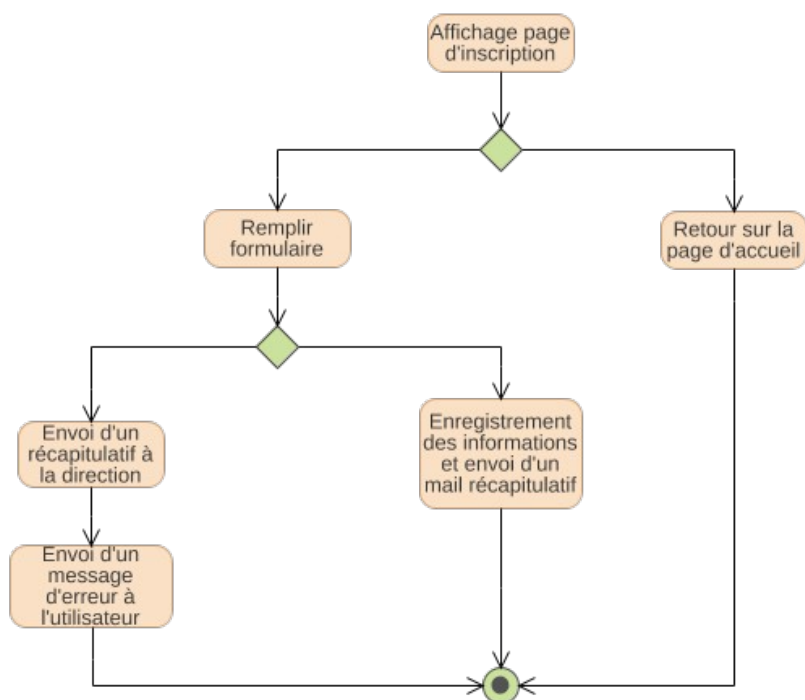 Affichage page
d'inscription
Remplir
formulaire
Retour sur la
page d'accueil
Envoi d'un
récapitulatif à
la direction
Enregistrement
des informations
et envoi d'un
mail récapitulatif
Envoi d'un
message
d'erreur à
l'utilisateur